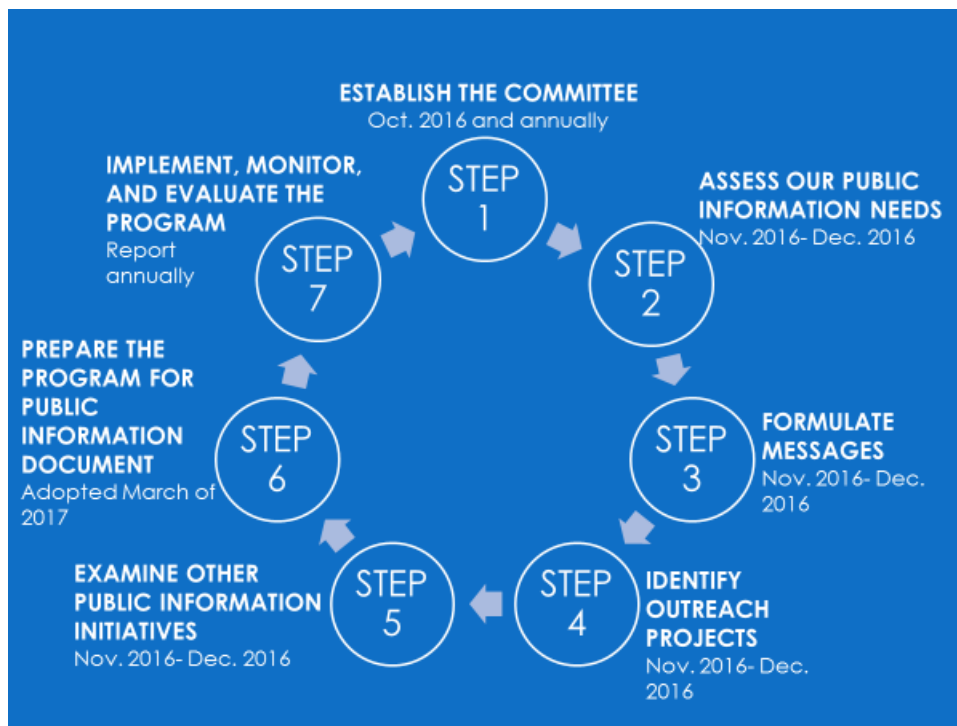 ESTABLISH THE COMMITTEE
Oct. 2016 and annually
STEP
1
ASSESS OUR PUBLIC
INFORMATION NEEDS
Nov. 2016- Dec. 2016
STEP
2
FORMULATE
MESSAGES
Nov. 2016- Dec.
2016
STEP
3
IDENTIFY
OUTREACH
PROJECTS
Nov. 2016- Dec.
2016
STEP
4
EXAMINE OTHER
PUBLIC INFORMATION
INITIATIVES
Nov. 2016- Dec. 2016
STEP
5
PREPARE THE
PROGRAM FOR
PUBLIC
INFORMATION
DOCUMENT
Adopted March of
2017
STEP
6
IMPLEMENT, MONITOR,
AND EVALUATE THE
PROGRAM
Report
annually
STEP
7